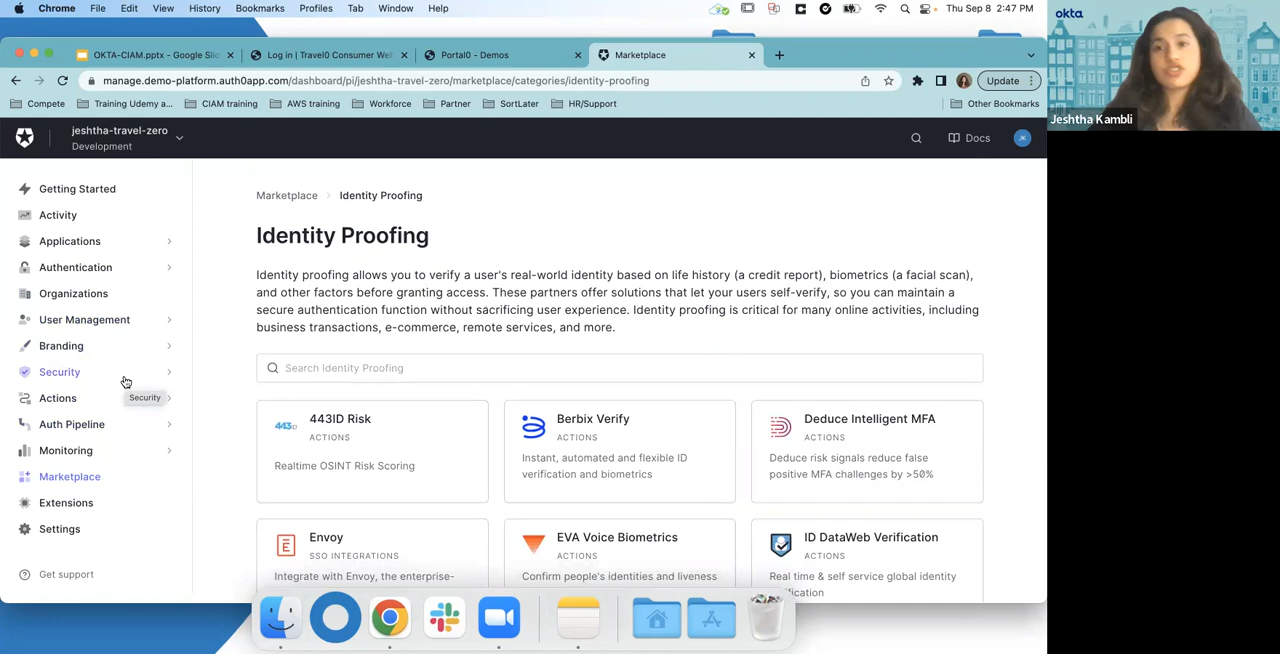 Chrome File Edit View History Bookmarks Profiles Tab Window Help Thu Sep 8 2:47 PM
okta
OKTA-CIAM.pptx - Google Sli
Log in | Travel0 Consumer We
Portal0 - Demos
Marketplace
manage.demo-platform.auth0app.com/dashboard/pi/jeshtha-travel-zero/marketplace/categories/identity-proofing
Update
Compete Training Udemy a... CIAM training AWS training Workforce Partner SortLater HR/Support Other Bookmarks
Jeshtha Kambli
jeshtha-travel-zero
Development
Docs
JK
Getting Started
Activity
Applications
Authentication
Organizations
User Management
Branding
Security
Actions
Security
Auth Pipeline
Monitoring
Marketplace
Extensions
Settings
Get support
Marketplace > Identity Proofing
Identity Proofing
Identity proofing allows you to verify a user's real-world identity based on life history (a credit report), biometrics (a facial scan),
and other factors before granting access. These partners offer solutions that let your users self-verify, so you can maintain a
secure authentication function without sacrificing user experience. Identity proofing is critical for many online activities, including
business transactions, e-commerce, remote services, and more.
Search Identity Proofing
443ID Risk
ACTIONS
Realtime OSINT Risk Scoring
Berbix Verify
ACTIONS
Instant, automated and flexible ID
verification and biometrics
Deduce Intelligent MFA
ACTIONS
Deduce risk signals reduce false
positive MFA challenges by >50%
Envoy
SSO INTEGRATIONS
Integrate with Envoy, the enterprise-
EVA Voice Biometrics
ACTIONS
Confirm people's identities and liveness
ID DataWeb Verification
ACTIONS
Real time & self service global identity